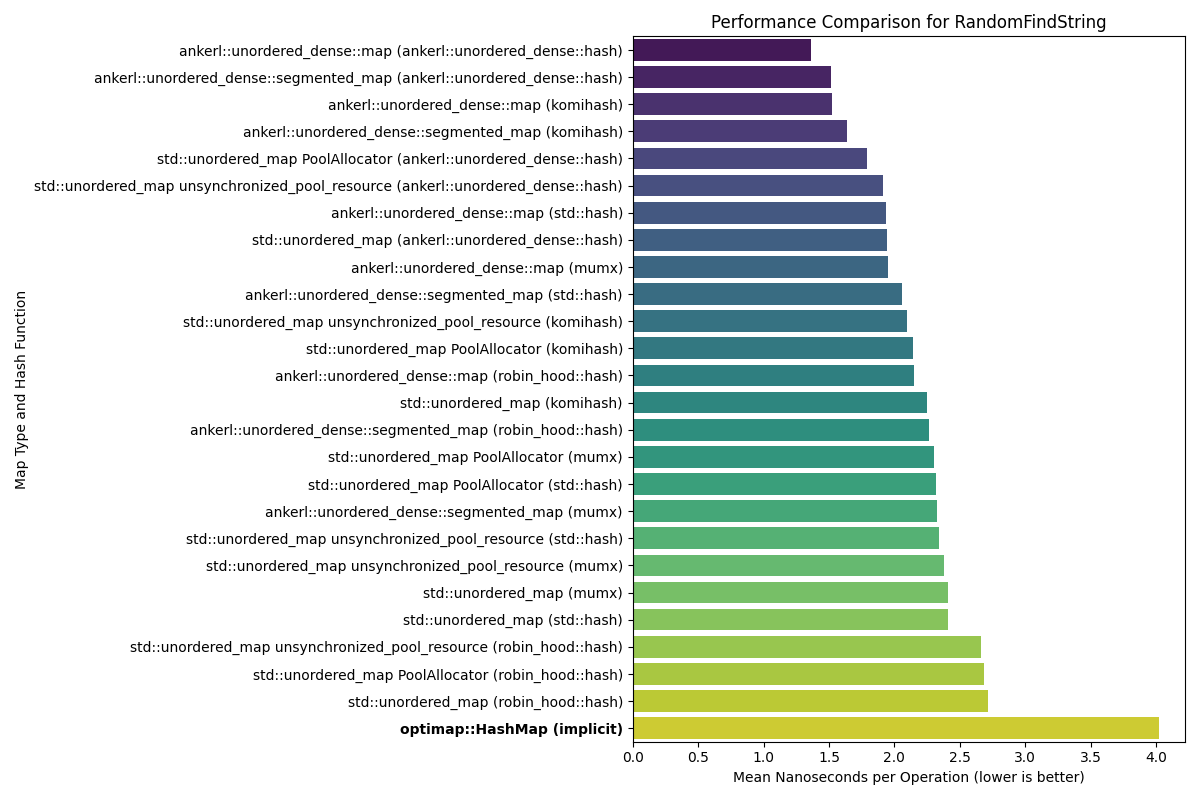 Performance Comparison for RandomFindString
ankerl::unordered_dense::map (ankerl::unordered_dense::hash)
ankerl::unordered_dense::segmented_map (ankerl::unordered_dense::hash)
ankerl::unordered_dense::map (komihash)
ankerl::unordered_dense::segmented_map (komihash)
std::unordered_map PoolAllocator (ankerl::unordered_dense::hash)
std::unordered_map unsynchronized_pool_resource (ankerl::unordered_dense::hash)
ankerl::unordered_dense::map (std::hash)
std::unordered_map (ankerl::unordered_dense::hash)
ankerl::unordered_dense::map (mumx)
ankerl::unordered_dense::segmented_map (std::hash)
std::unordered_map unsynchronized_pool_resource (komihash)
std::unordered_map PoolAllocator (komihash)
ankerl::unordered_dense::map (robin_hood::hash)
std::unordered_map (komihash)
ankerl::unordered_dense::segmented_map (robin_hood::hash)
std::unordered_map PoolAllocator (mumx)
std::unordered_map PoolAllocator (std::hash)
ankerl::unordered_dense::segmented_map (mumx)
std::unordered_map unsynchronized_pool_resource (std::hash)
std::unordered_map unsynchronized_pool_resource (mumx)
std::unordered_map (mumx)
std::unordered_map (std::hash)
std::unordered_map unsynchronized_pool_resource (robin_hood::hash)
std::unordered_map PoolAllocator (robin_hood::hash)
std::unordered_map (robin_hood::hash)
optimap::HashMap (implicit)
Map Type and Hash Function
0.0 0.5 1.0 1.5 2.0 2.5 3.0 3.5 4.0
Mean Nanoseconds per Operation (lower is better)